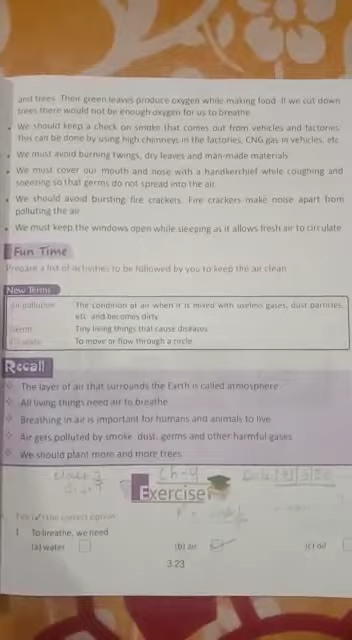 and trees. Their green leaves produce oxygen while making food. If we cut down
trees there would not be enough oxygen for us to breathe.
• We should keep a check on smoke that comes out from vehicles and factories.
This can be done by using high chimneys in the factories, CNG gas in vehicles, etc.
• We must avoid burning twings, dry leaves and man-made materials.
• We must cover our mouth and nose with a handkerchief while coughing and
sneezing so that germs do not spread into the air.
• We should avoid bursting fire crackers. Fire crackers make noise apart from
polluting the air.
• We must keep the windows open while sleeping as it allows fresh air to circulate.
Fun Time
Prepare a list of activities to be followed by you to keep the air clean.
New Terms
Air pollution The condition of air when it is mixed with useless gases, dust particles,
etc. and becomes dirty.
Germ Tiny living things that cause diseases.
Circulate To move or flow through a circle.
Recall
The layer of air that surrounds the Earth is called atmosphere.
All living things need air to breathe.
Breathing in air is important for humans and animals to live.
Air gets polluted by smoke, dust, germs and other harmful gases.
We should plant more and more trees.
Ch-4
Exercise
Tick (✓) the correct option.
1. To breathe, we need
(a) water (b) air (c) oil
3.23